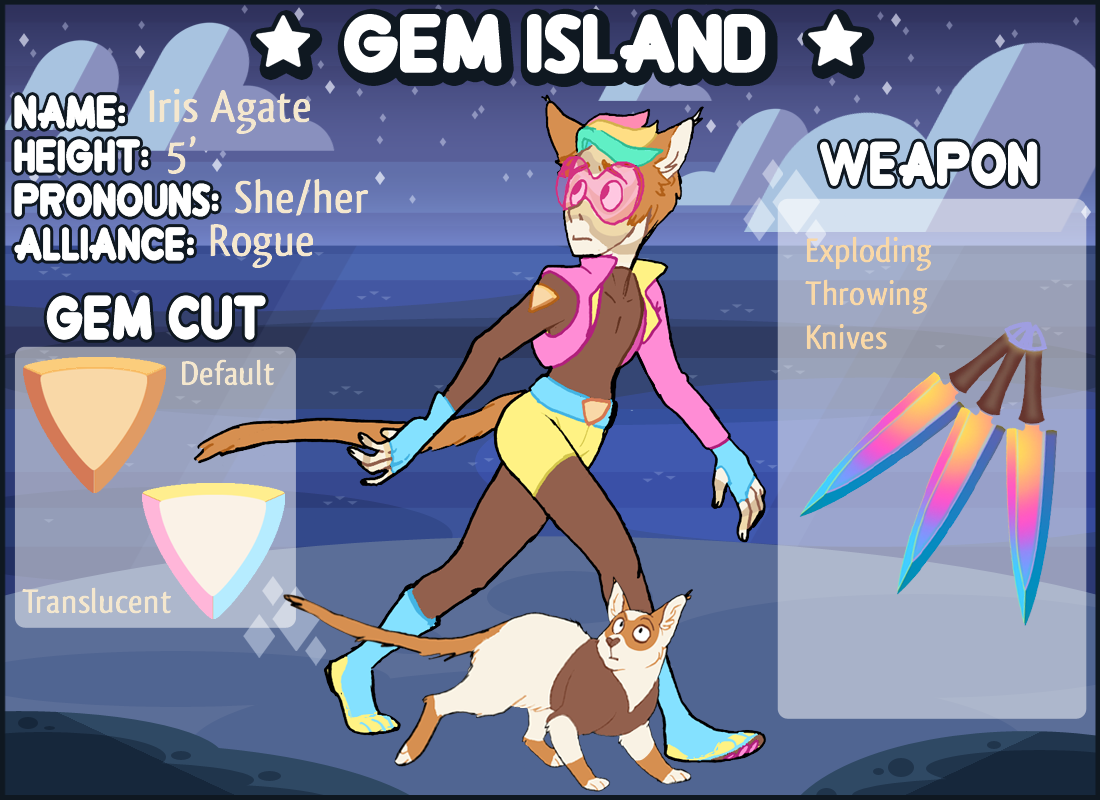 GEM ISLAND
NAME: Iris Agate
HEIGHT: 5'
PRONOUNS: She/her
ALLIANCE: Rogue
GEM CUT
Default
Translucent
WEAPON
Exploding
Throwing
Knives